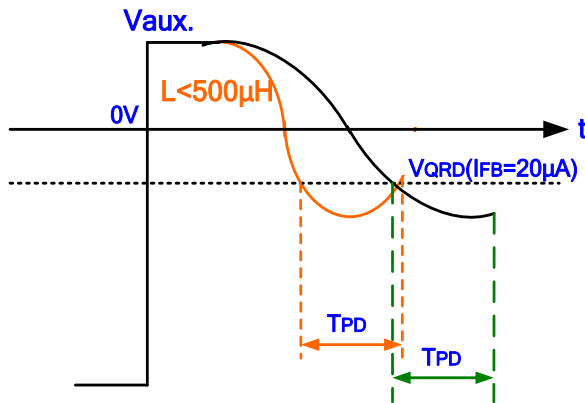 Vaux.
L<500μH
0V
t
VQRD(IFB=20μA)
TPD
TPD